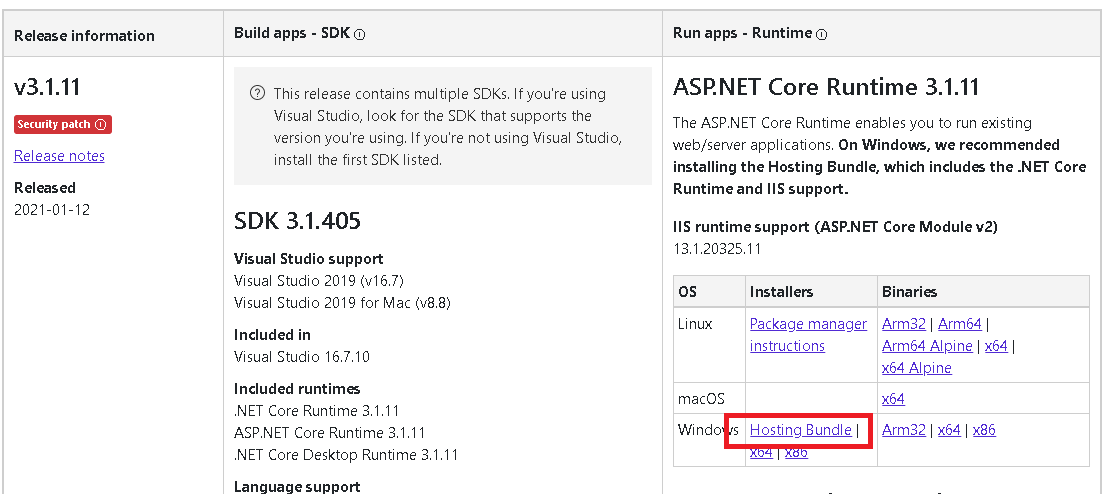 Release information
Build apps - SDK
Run apps - Runtime
v3.1.11
Security patch
Release notes
Released
2021-01-12
This release contains multiple SDKs. If you're using
Visual Studio, look for the SDK that supports the
version you're using. If you're not using Visual Studio,
install the first SDK listed.
SDK 3.1.405
Visual Studio support
Visual Studio 2019 (v16.7)
Visual Studio 2019 for Mac (v8.8)
Included in
Visual Studio 16.7.10
Included runtimes
.NET Core Runtime 3.1.11
ASP.NET Core Runtime 3.1.11
.NET Core Desktop Runtime 3.1.11
Language support
ASP.NET Core Runtime 3.1.11
The ASP.NET Core Runtime enables you to run existing
web/server applications. On Windows, we recommended
installing the Hosting Bundle, which includes the .NET Core
Runtime and IIS support.
IIS runtime support (ASP.NET Core Module v2)
13.1.20325.11
OS Installers Binaries
Linux Package manager Arm32 | Arm64 |
instructions Arm64 Alpine | x64 |
x64 Alpine
macOS x64
Windows Hosting Bundle | Arm32 | x64 | x86
x64 | x86